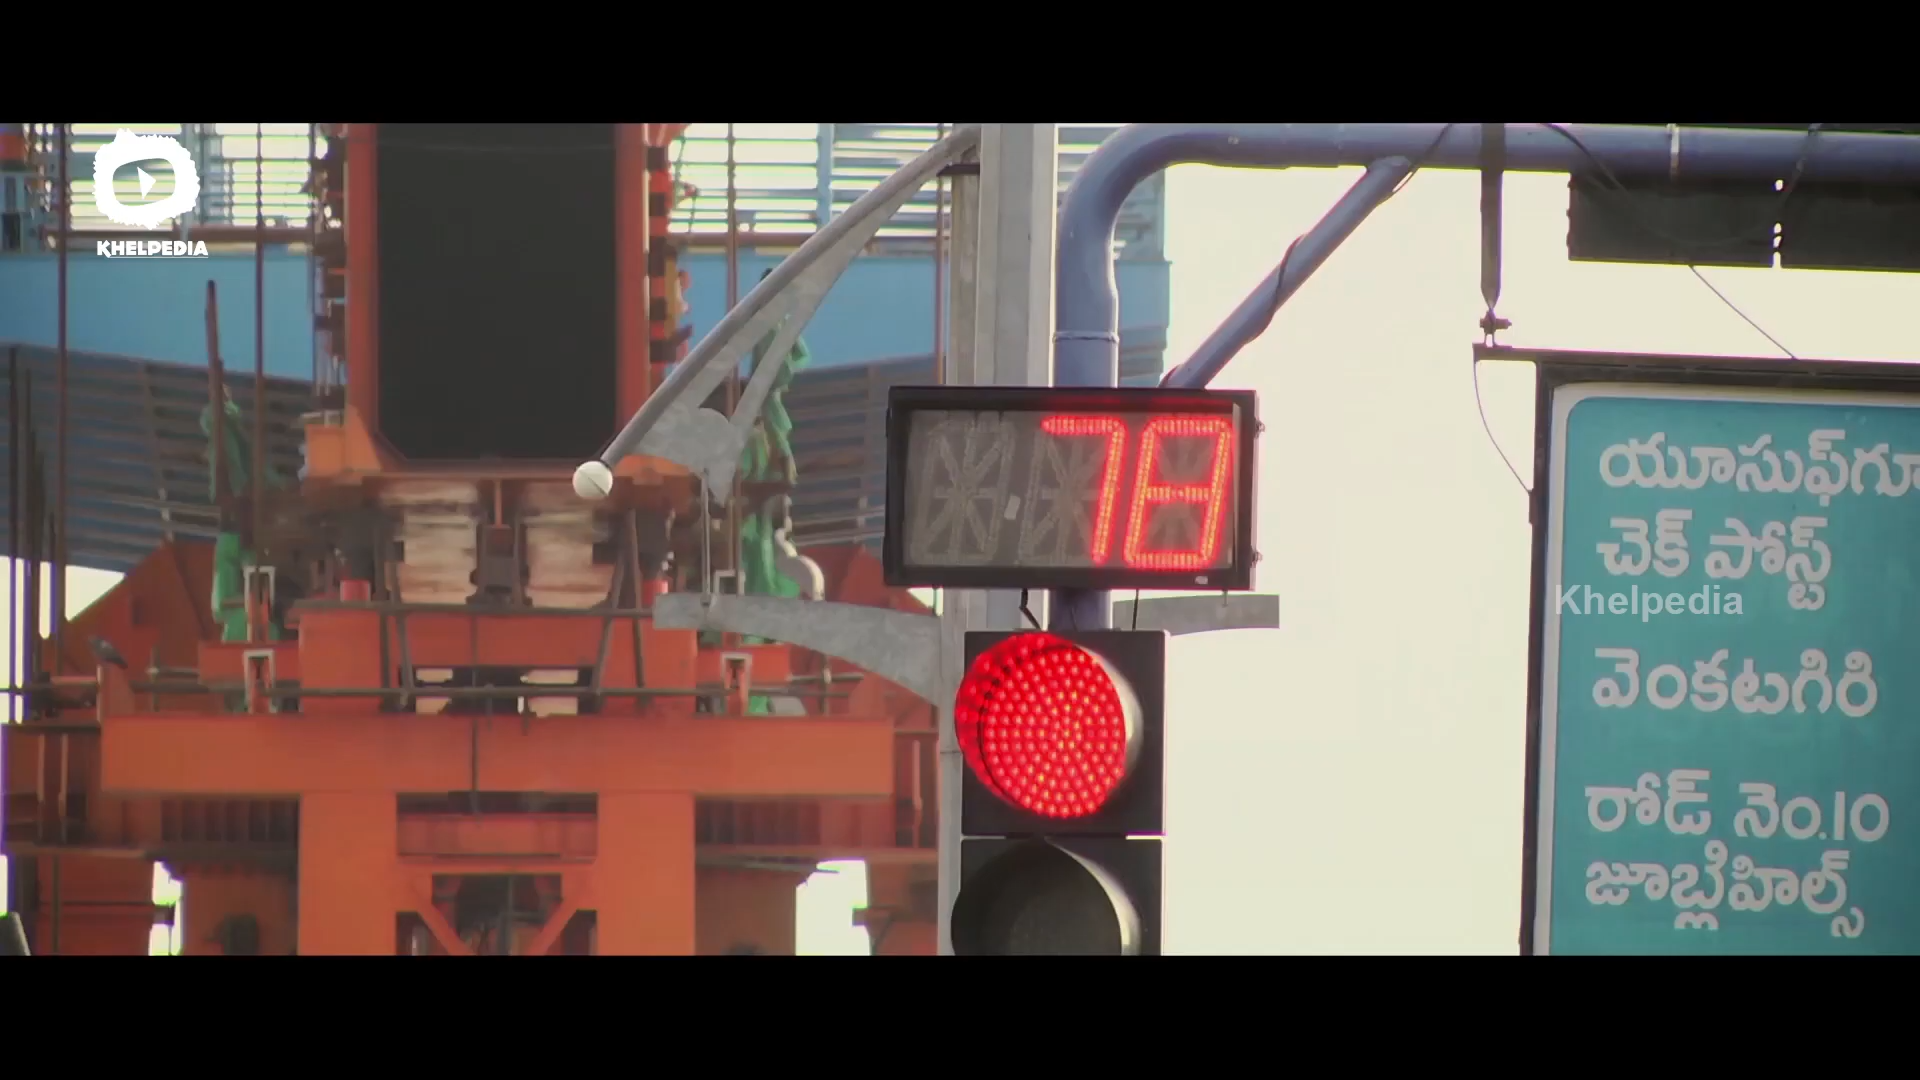 KHELPEDIA
78
యూసుఫ్‌గూ
చెక్ పోస్ట్
Khelpedia
వెంకటగిరి
రోడ్ నెం.10
జూబ్లిహిల్స్